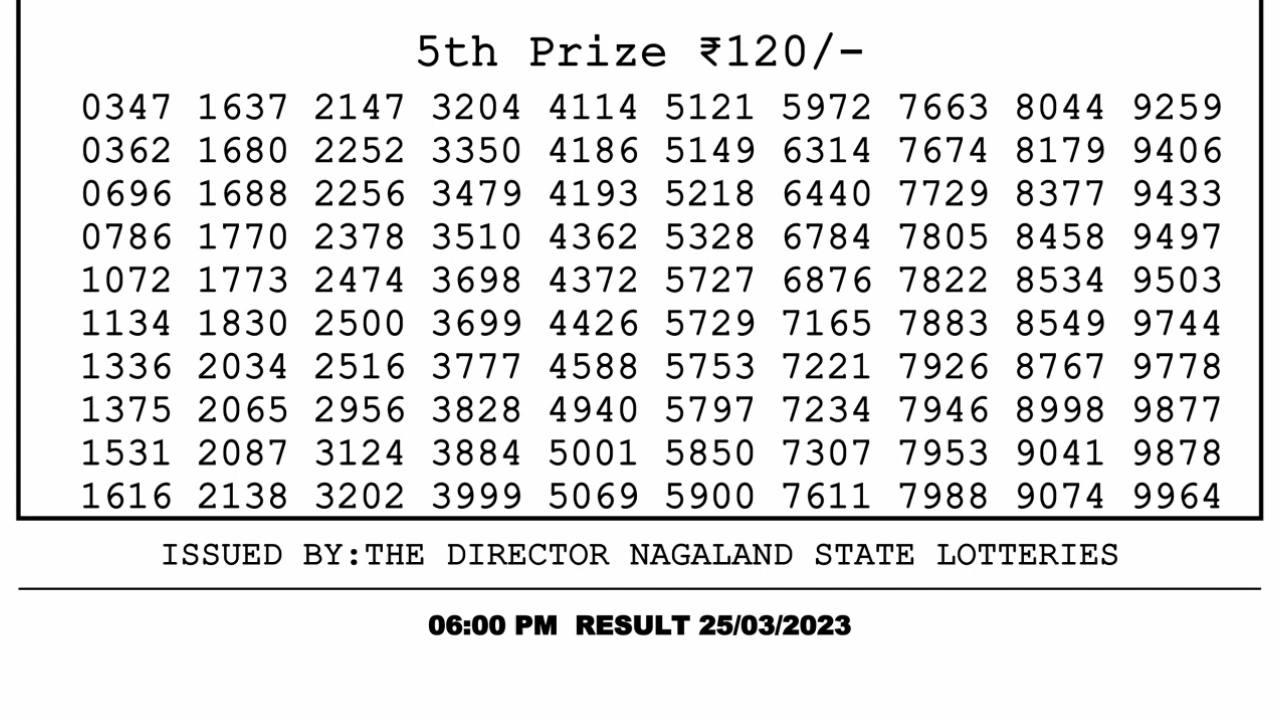 5th Prize ₹120/-
0347 1637 2147 3204 4114 5121 5972 7663 8044 9259
0362 1680 2252 3350 4186 5149 6314 7674 8179 9406
0696 1688 2256 3479 4193 5218 6440 7729 8377 9433
0786 1770 2378 3510 4362 5328 6784 7805 8458 9497
1072 1773 2474 3698 4372 5727 6876 7822 8534 9503
1134 1830 2500 3699 4426 5729 7165 7883 8549 9744
1336 2034 2516 3777 4588 5753 7221 7926 8767 9778
1375 2065 2956 3828 4940 5797 7234 7946 8998 9877
1531 2087 3124 3884 5001 5850 7307 7953 9041 9878
1616 2138 3202 3999 5069 5900 7611 7988 9074 9964
ISSUED BY:THE DIRECTOR NAGALAND STATE LOTTERIES
06:00 PM RESULT 25/03/2023